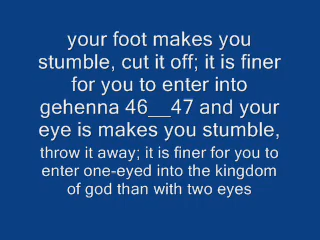 your foot makes you
stumble, cut it off; it is finer
for you to enter into
gehenna 46__47 and your
eye is makes you stumble,
throw it away; it is finer for you to
enter one-eyed into the kingdom
of god than with two eyes